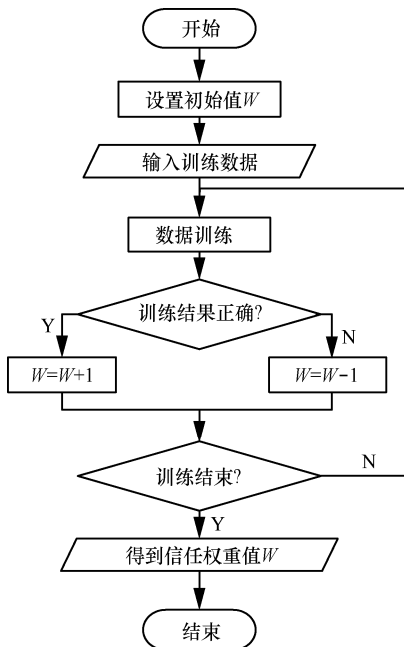 开始
设置初始值W
输入训练数据
数据训练
训练结果正确?
Y
N
W=W+1
W=W−1
训练结束?
N
Y
得到信任权重值W
结束